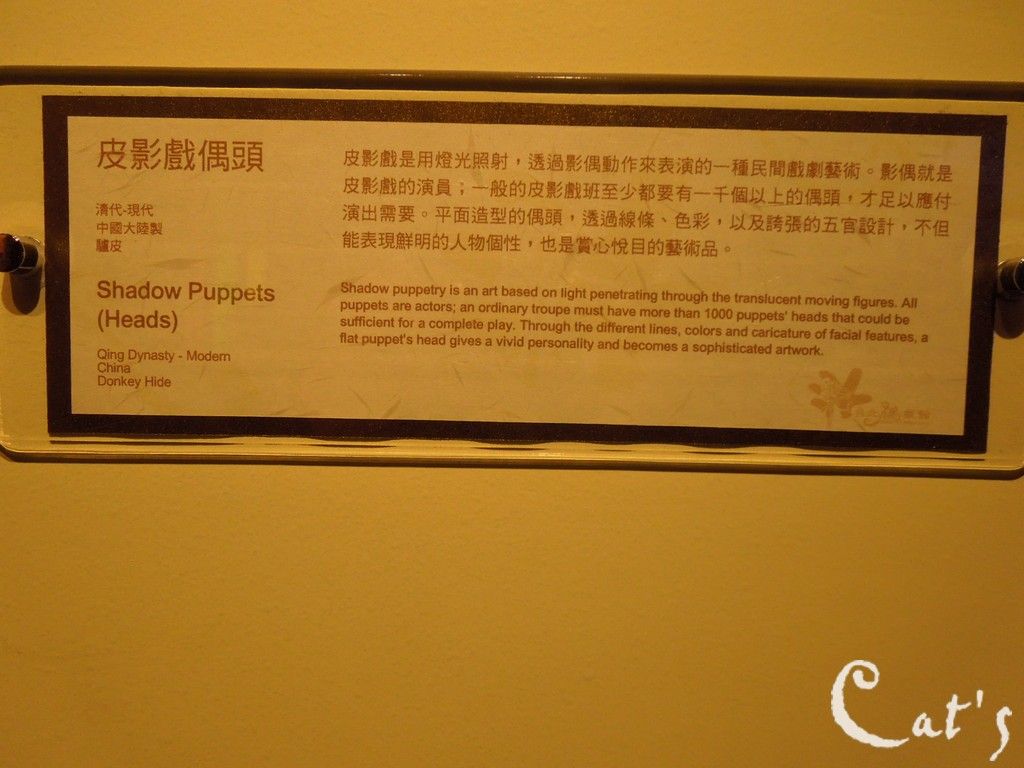 皮影戲偶頭
清代-現代
中國大陸製
驢皮
Shadow Puppets
(Heads)
Qing Dynasty - Modern
China
Donkey Hide
皮影戲是用燈光照射，透過影偶動作來表演的一種民間戲劇藝術。影偶就是
皮影戲的演員；一般的皮影戲班至少都要有一千個以上的偶頭，才足以應付
演出需要。平面造型的偶頭，透過線條、色彩，以及誇張的五官設計，不但
能表現鮮明的人物個性，也是賞心悅目的藝術品。
Shadow puppetry is an art based on light penetrating through the translucent moving figures. All
puppets are actors; an ordinary troupe must have more than 1000 puppets' heads that could be
sufficient for a complete play. Through the different lines, colors and caricature of facial features, a
flat puppet's head gives a vivid personality and becomes a sophisticated artwork.
Cat's